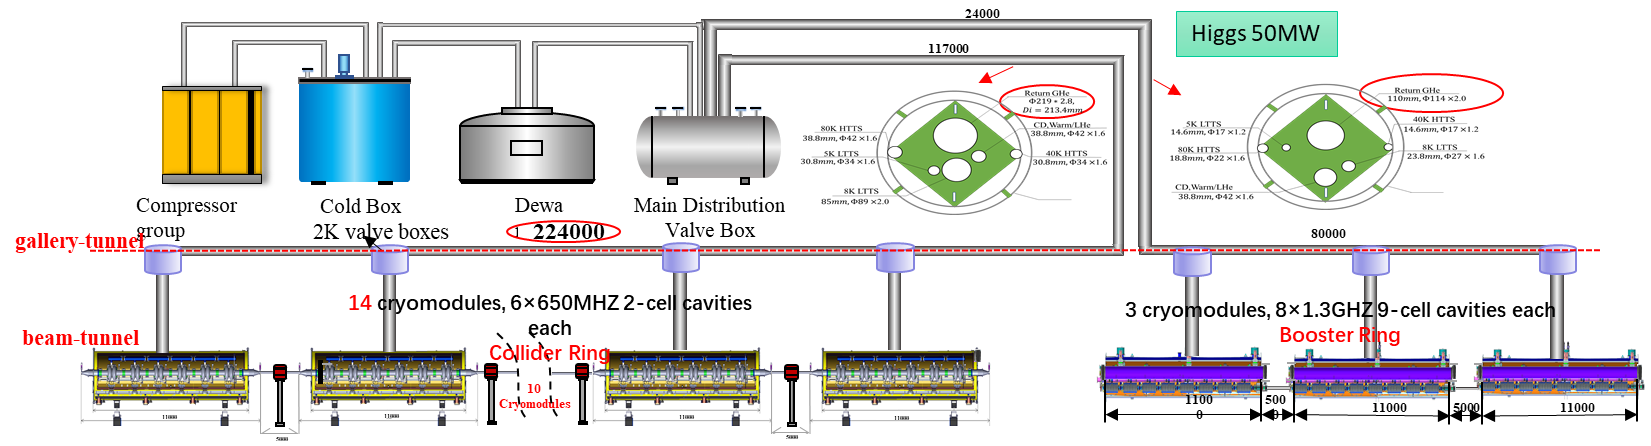 24000
Higgs 50MW
117000
Return GHe
Φ219 * 2.8,
Di = 213.4mm
80K HTTS
38.8mm, Φ42 ×1.6
CD,Warm/LHe
38.8mm, Φ42 ×1.6
5K LTTS
30.8mm, Φ34 ×1.6
40K HTTS
30.8mm, Φ34 ×1.6
8K LTTS
85mm, Φ89 ×2.0
Return GHe
110mm, Φ114 ×2.0
5K LTTS
14.6mm, Φ17 ×1.2
40K HTTS
14.6mm, Φ17 ×1.2
80K HTTS
18.8mm, Φ22 ×1.6
8K LTTS
23.8mm, Φ27 × 1.6
CD,Warm/LHe
38.8mm, Φ42 ×1.6
Compressor
group
Cold Box
2K valve boxes
Dewa
224000
Main Distribution
Valve Box
gallery-tunnel
80000
14 cryomodules, 6×650MHZ 2-cell cavities
each
Collider Ring
3 cryomodules, 8×1.3GHZ 9-cell cavities each
Booster Ring
beam-tunnel
10
Cryomodules
11000
5000
11000
11000
5000
11000
1100
0
500
0
11000
5000
11000